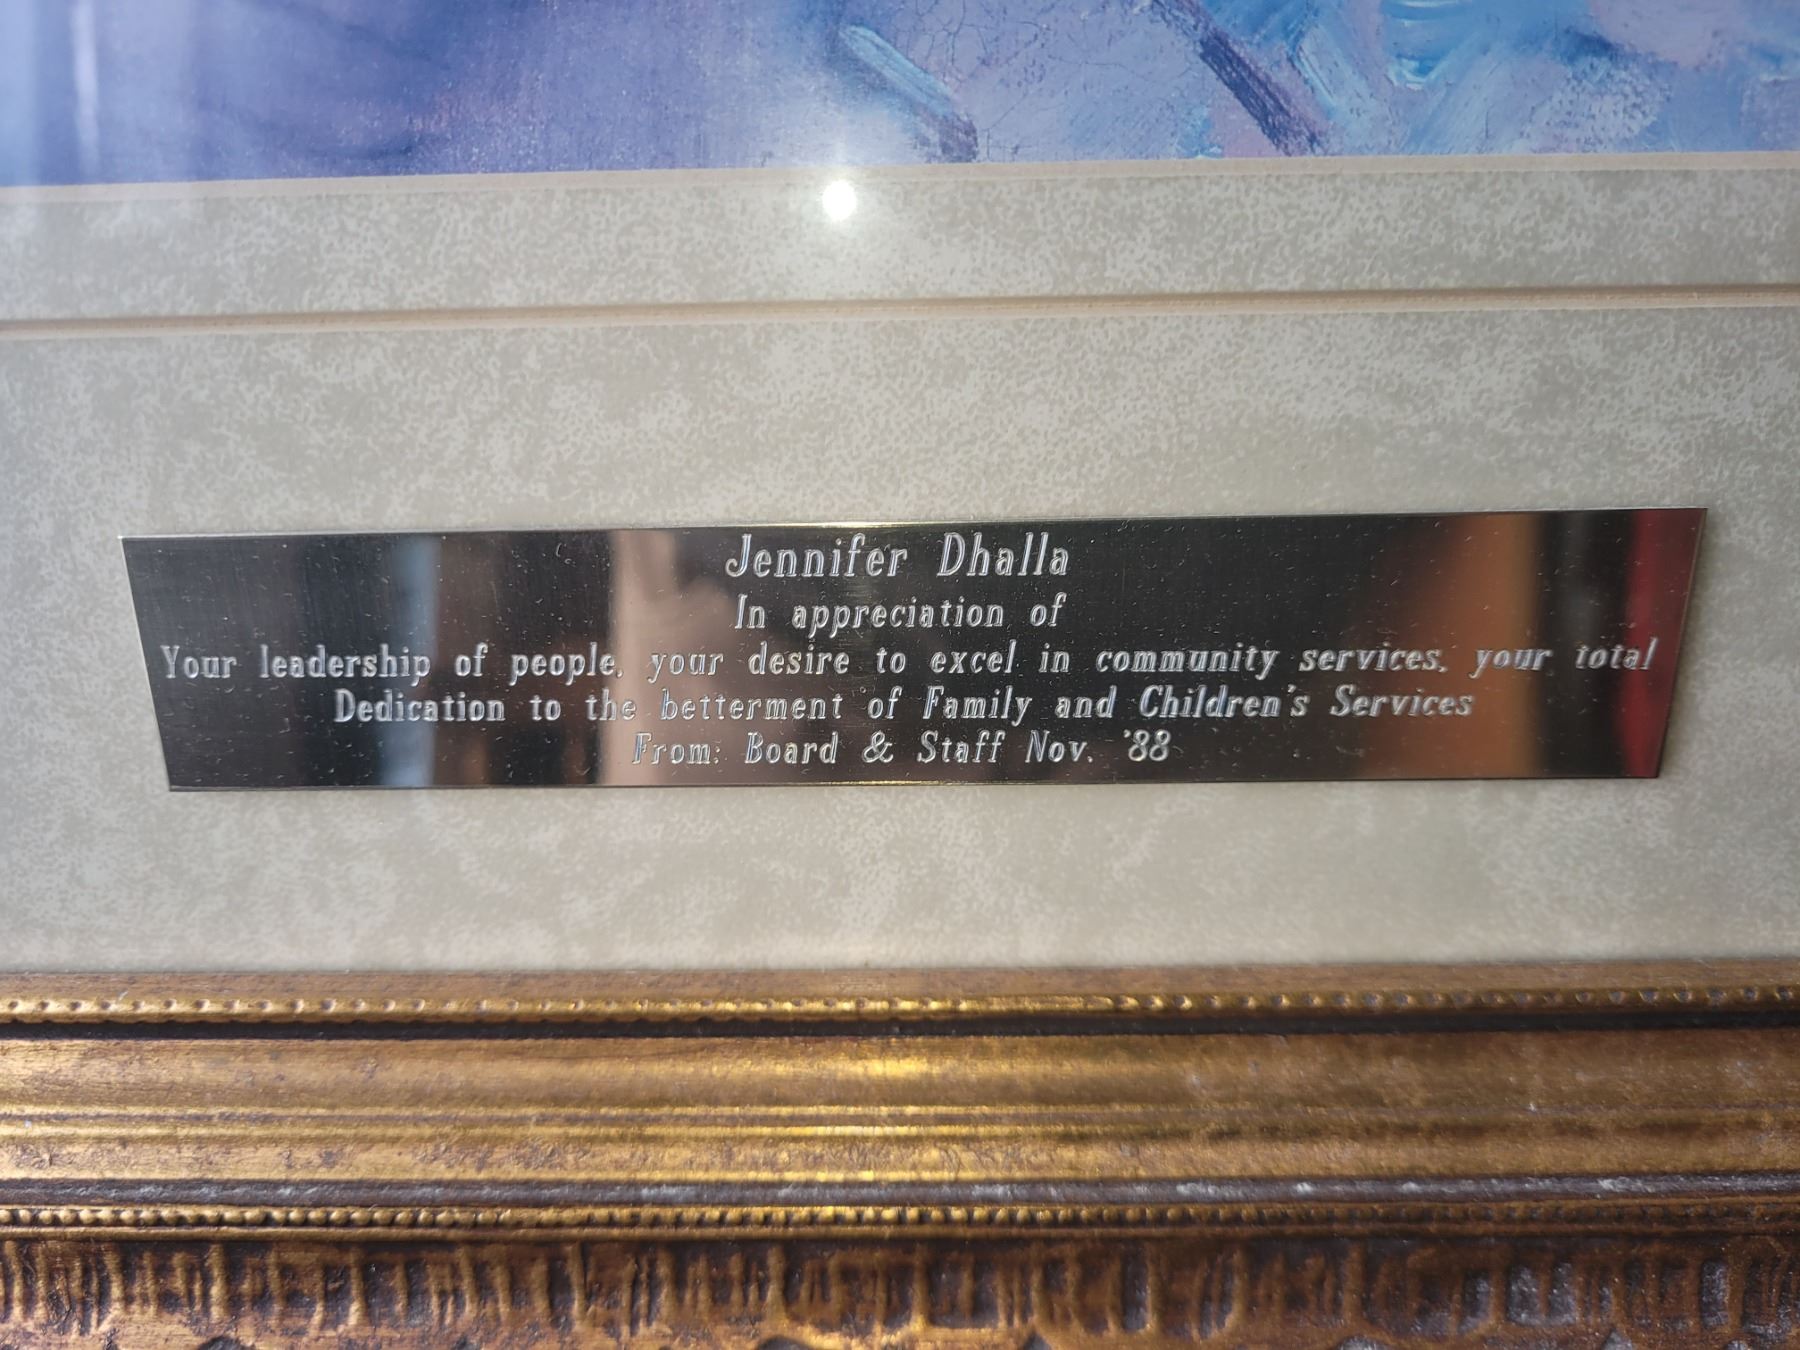 Jennifer Dhalla
In appreciation of
Your leadership of people, your desire to excel in community services, your total
Dedication to the betterment of Family and Children's Services
From: Board & Staff Nov. '88